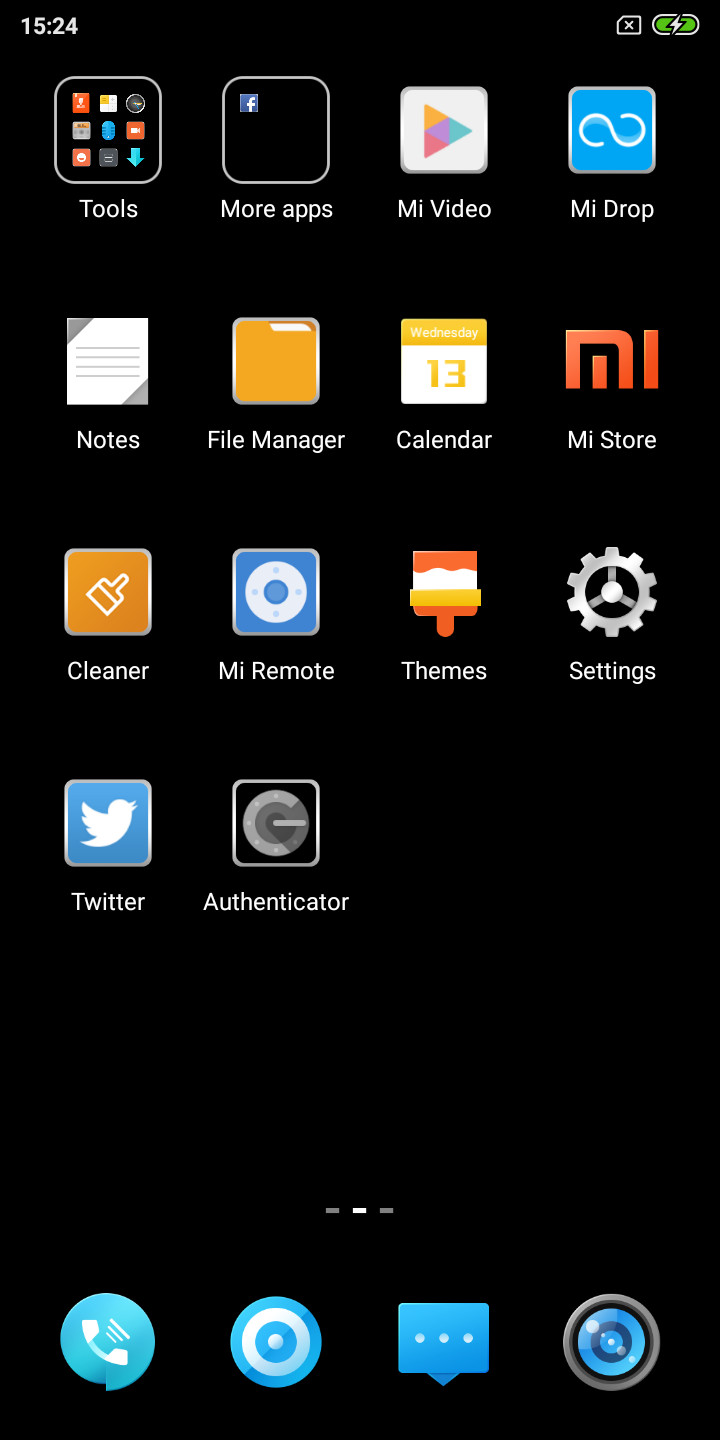 15:24
Tools
More apps
Mi Video
Mi Drop
Wednesday
13
Notes
File Manager
Calendar
Mi Store
Cleaner
Mi Remote
Themes
Settings
Twitter
Authenticator